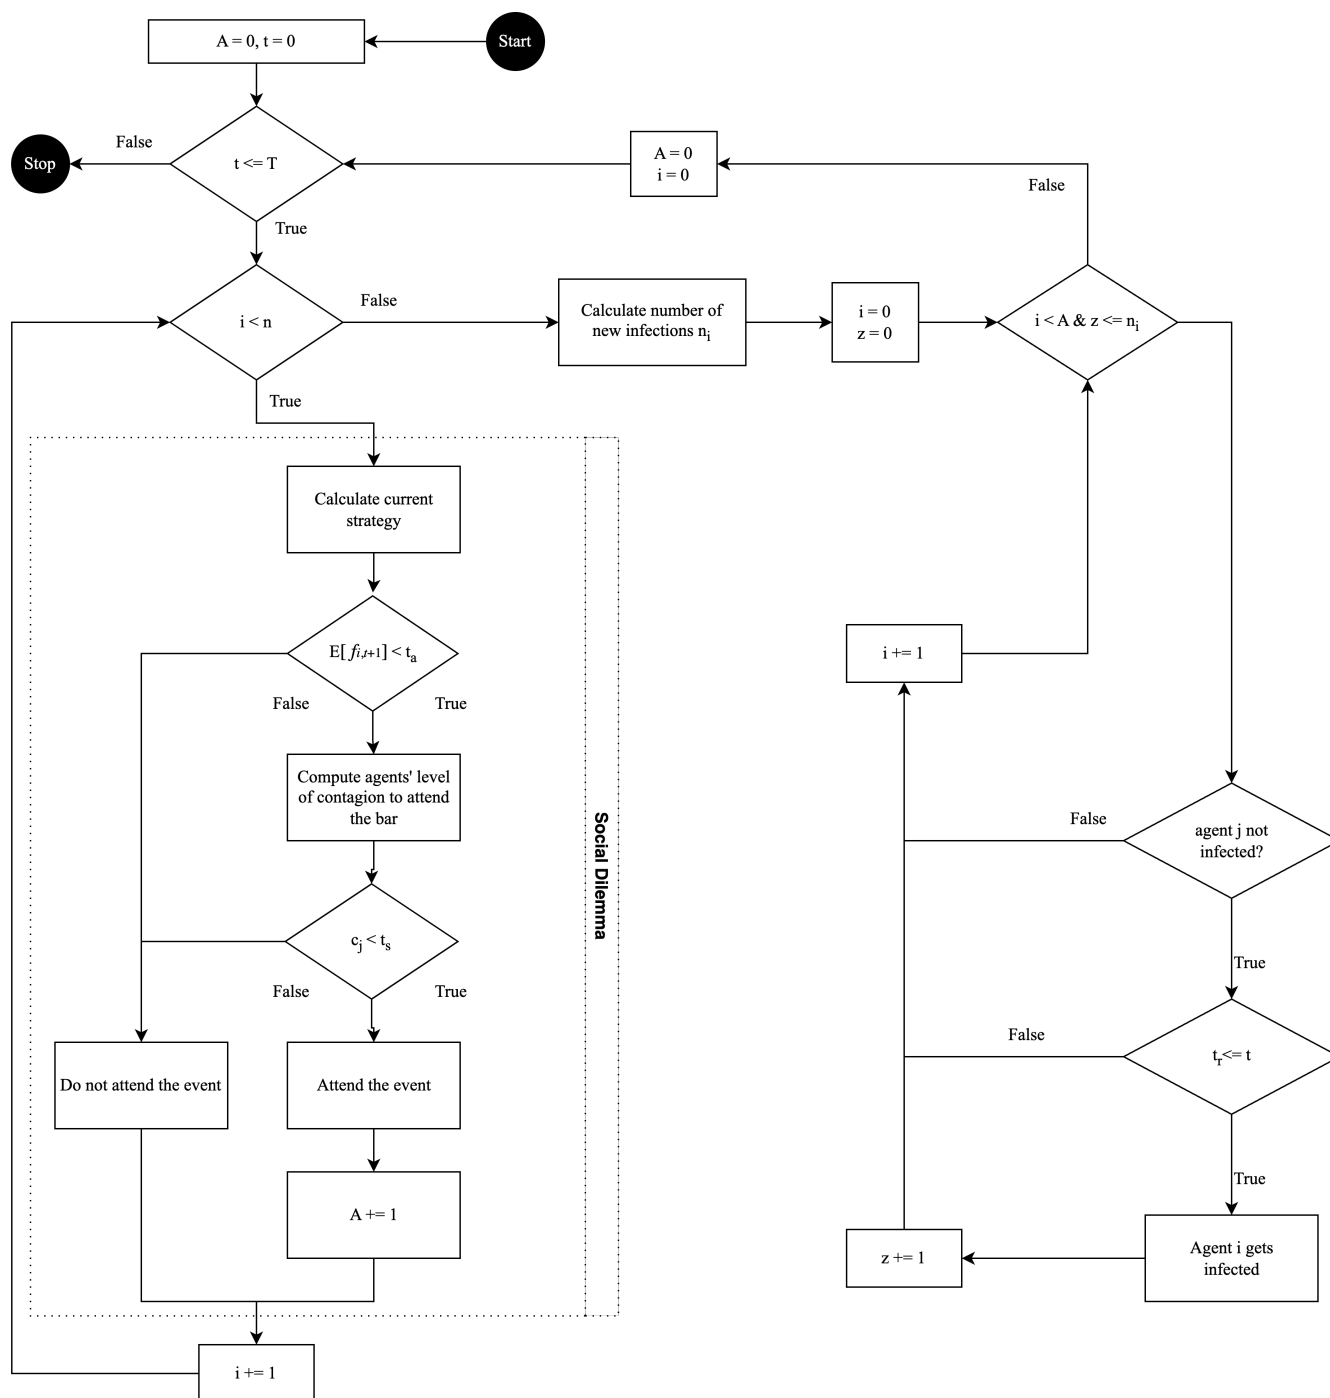 A = 0, t = 0
Start
Stop
False
t <= T
A = 0
i = 0
False
True
i < n
False
Calculate number of
new infections nᵢ
i = 0
z = 0
i < A & z <= nᵢ
True
Calculate current
strategy
E[ fᵢ,ₜ₊₁] < tₐ
False
True
i += 1
Compute agents' level
of contagion to attend
the bar
Social Dilemma
False
agent j not
infected?
cⱼ < tₛ
False
True
True
Do not attend the event
Attend the event
False
tᵣ<= t
True
A += 1
z += 1
Agent i gets
infected
i += 1